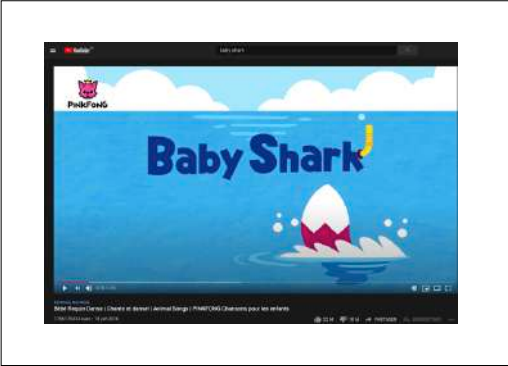 YouTube
baby shark
PINKFONG
Baby Shark
Bébé Requin Danse | Chante et danse! | Animal Songs | PINKFONG Chansons pour les enfants
PARTAGER